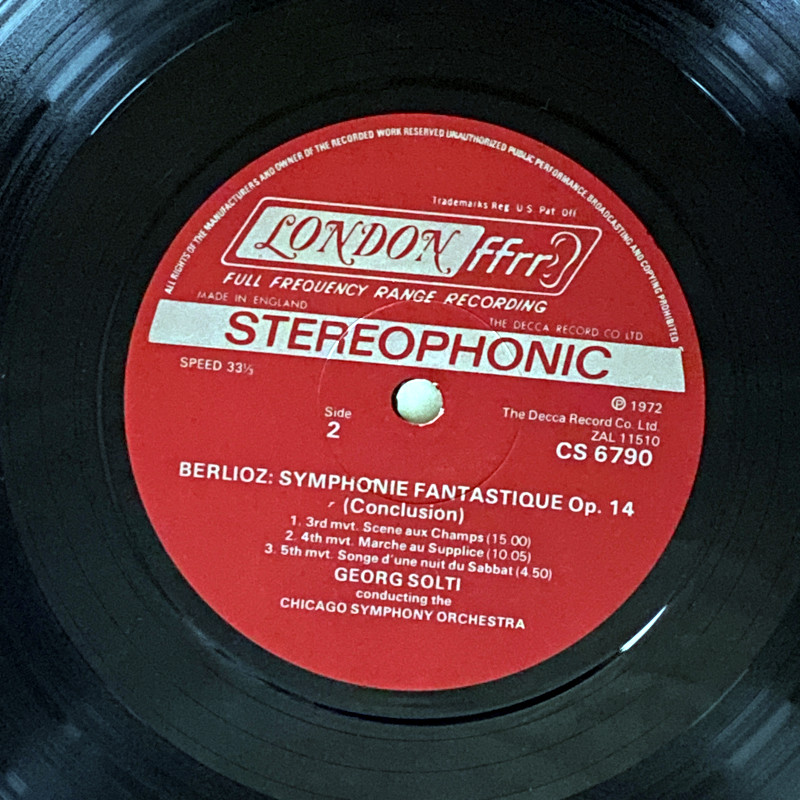 ALL RIGHTS OF THE MANUFACTURERS AND OWNER OF THE RECORDED WORK RESERVED UNAUTHORIZED PUBLIC PERFORMANCE BROADCASTING AND COPYING PROHIBITED
Trademarks Reg U S Pat Off
LONDON ffrr
FULL FREQUENCY RANGE RECORDING
MADE IN ENGLAND
THE DECCA RECORD CO LTD
STEREOPHONIC
SPEED 33⅓
Ⓟ 1972
The Decca Record Co. Ltd.
ZAL 11510
CS 6790
Side
2
BERLIOZ: SYMPHONIE FANTASTIQUE Op. 14
(Conclusion)
1. 3rd mvt. Scene aux Champs (15.00)
2. 4th mvt. Marche au Supplice (10.05)
3. 5th mvt. Songe d'une nuit du Sabbat (4.50)
GEORG SOLTI
conducting the
CHICAGO SYMPHONY ORCHESTRA